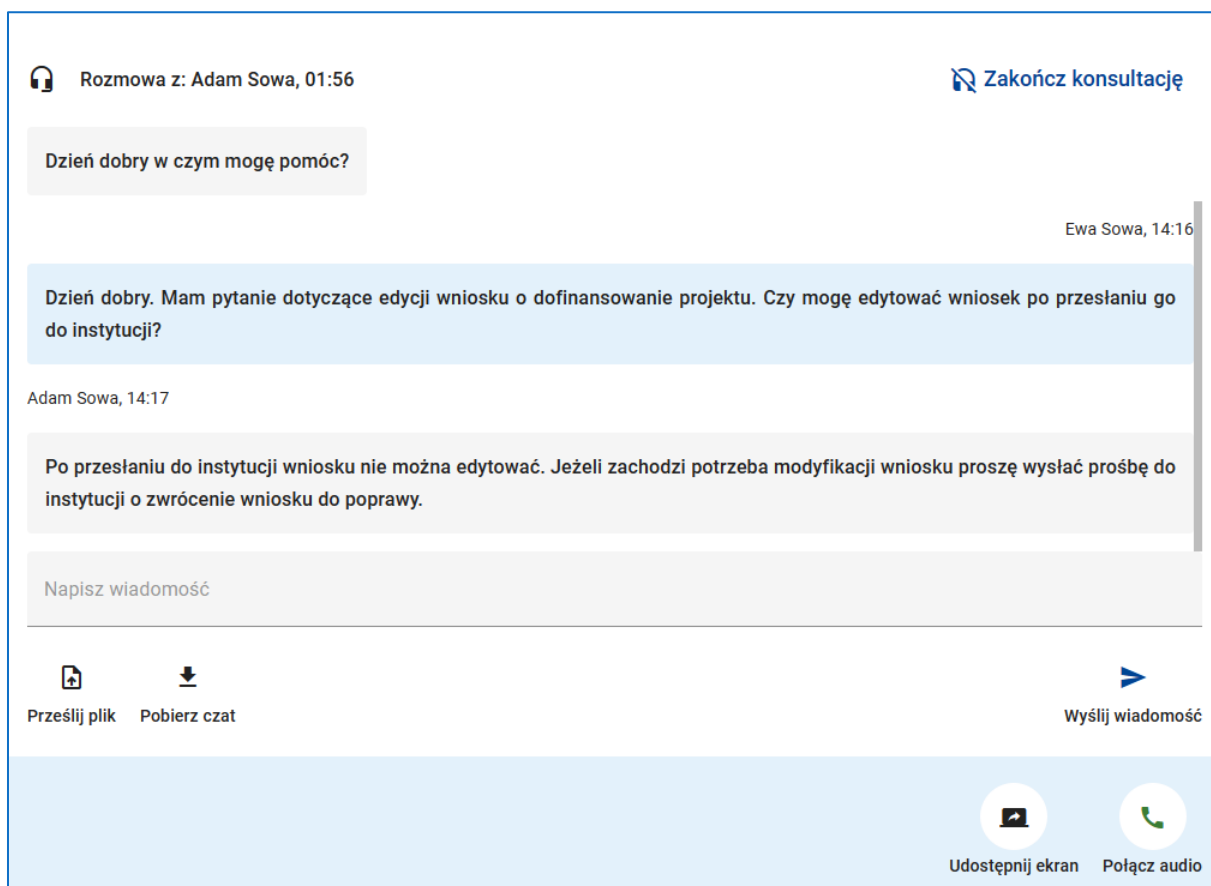 Rozmowa z: Adam Sowa, 01:56
Zakończ konsultację
Dzień dobry w czym mogę pomóc?
Ewa Sowa, 14:16
Dzień dobry. Mam pytanie dotyczące edycji wniosku o dofinansowanie projektu. Czy mogę edytować wniosek po przesłaniu go
do instytucji?
Adam Sowa, 14:17
Po przesłaniu do instytucji wniosku nie można edytować. Jeżeli zachodzi potrzeba modyfikacji wniosku proszę wysłać prośbę do
instytucji o zwrócenie wniosku do poprawy.
Napisz wiadomość
Prześlij plik
Pobierz czat
Wyślij wiadomość
Udostępnij ekran
Połącz audio